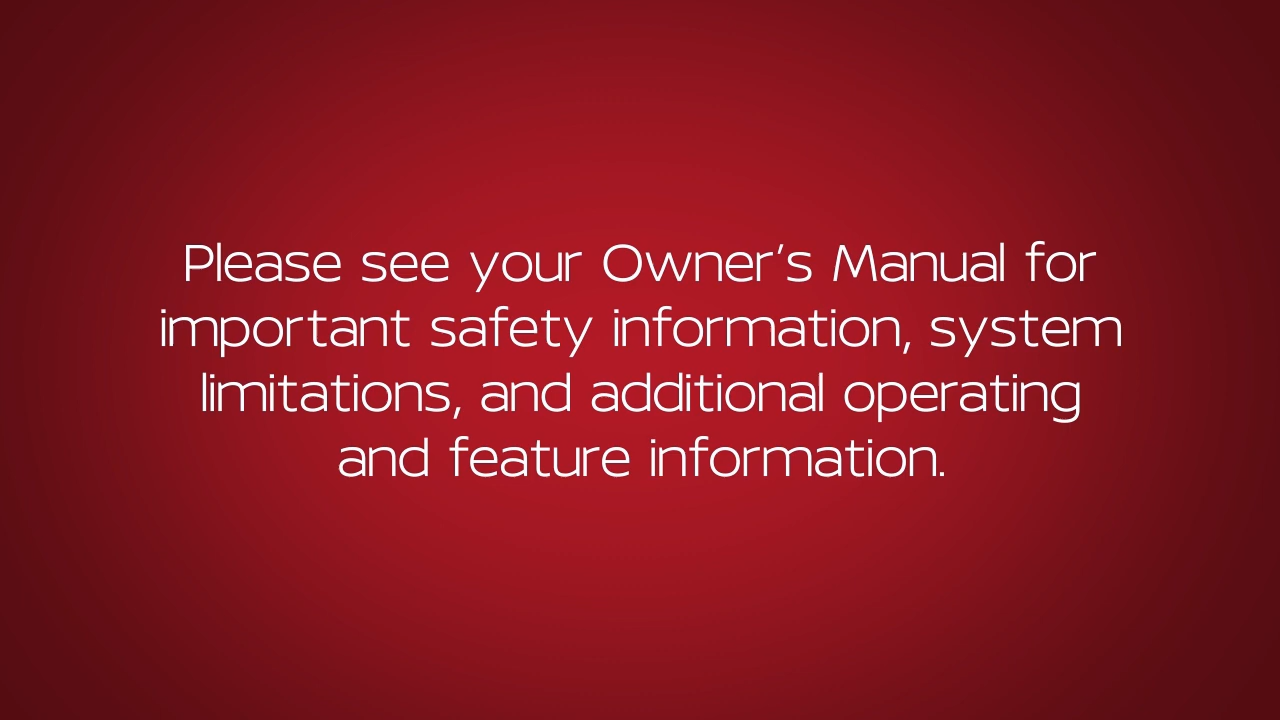 Please see your Owner’s Manual for
important safety information, system
limitations, and additional operating
and feature information.